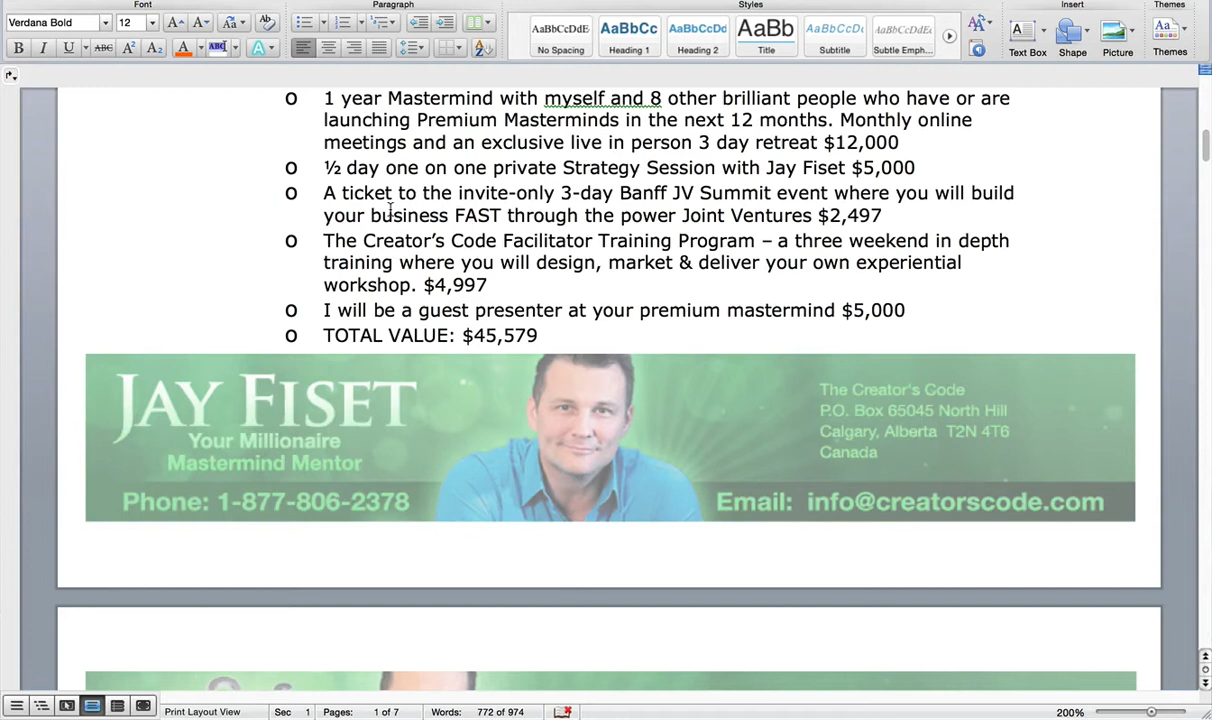 Font
Paragraph
Styles
Insert
Themes
Verdana Bold
12
A A Aa
AaBbCcDdEe
AaBbCc
AaBbCcDd
AaBb
AaBbCcDd
AaBbCcDdEe
No Spacing
Heading 1
Heading 2
Title
Subtitle
Subtle Emph...
Text Box
Shape
Picture
Themes
B I U ABC A² A₂ A ABC A
o 1 year Mastermind with myself and 8 other brilliant people who have or are
launching Premium Masterminds in the next 12 months. Monthly online
meetings and an exclusive live in person 3 day retreat $12,000
o ½ day one on one private Strategy Session with Jay Fiset $5,000
o A ticket to the invite-only 3-day Banff JV Summit event where you will build
your business FAST through the power Joint Ventures $2,497
o The Creator’s Code Facilitator Training Program – a three weekend in depth
training where you will design, market & deliver your own experiential
workshop. $4,997
o I will be a guest presenter at your premium mastermind $5,000
o TOTAL VALUE: $45,579
JAY FISET
Your Millionaire
Mastermind Mentor
Phone: 1-877-806-2378
The Creator's Code
P.O. Box 65045 North Hill
Calgary, Alberta T2N 4T6
Canada
Email: info@creatorscode.com
Print Layout View
Sec 1
Pages: 1 of 7
Words: 772 of 974
200%